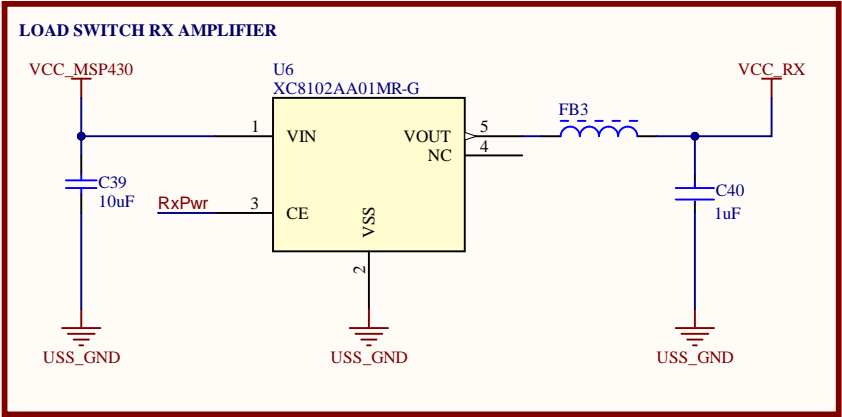 LOAD SWITCH RX AMPLIFIER
VCC_MSP430
U6
XC8102AA01MR-G
VCC_RX
FB3
1
VIN
VOUT
5
NC
4
C39
10uF
RxPwr
3
CE
VSS
2
C40
1uF
USS_GND
USS_GND
USS_GND